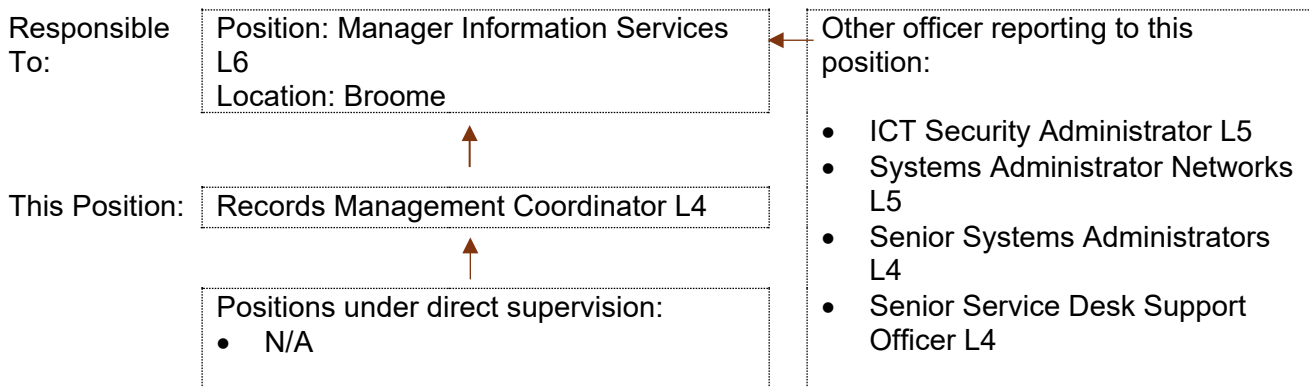 Responsible
To:
Position: Manager Information Services
L6
Location: Broome
Other officer reporting to this
position:
• ICT Security Administrator L5
• Systems Administrator Networks
L5
• Senior Systems Administrators
L4
• Senior Service Desk Support
Officer L4
This Position:
Records Management Coordinator L4
Positions under direct supervision:
• N/A